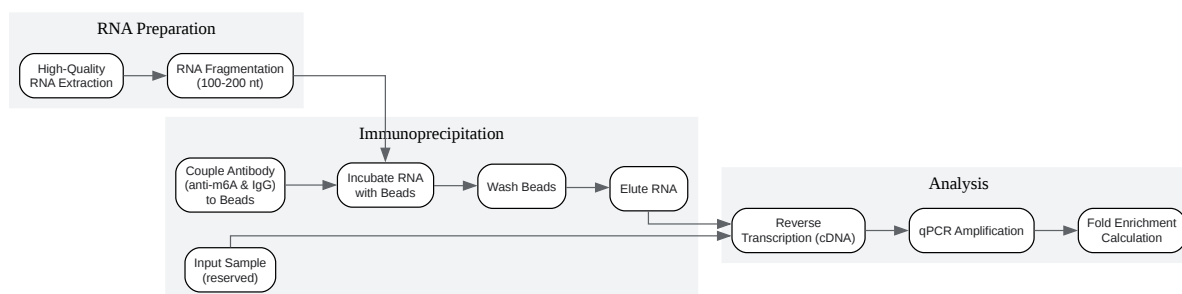 RNA Preparation
High-Quality
RNA Extraction
RNA Fragmentation
(100-200 nt)
Immunoprecipitation
Couple Antibody
(anti-m6A & IgG)
to Beads
Incubate RNA
with Beads
Wash Beads
Elute RNA
Input Sample
(reserved)
Analysis
Reverse
Transcription (cDNA)
qPCR Amplification
Fold Enrichment
Calculation